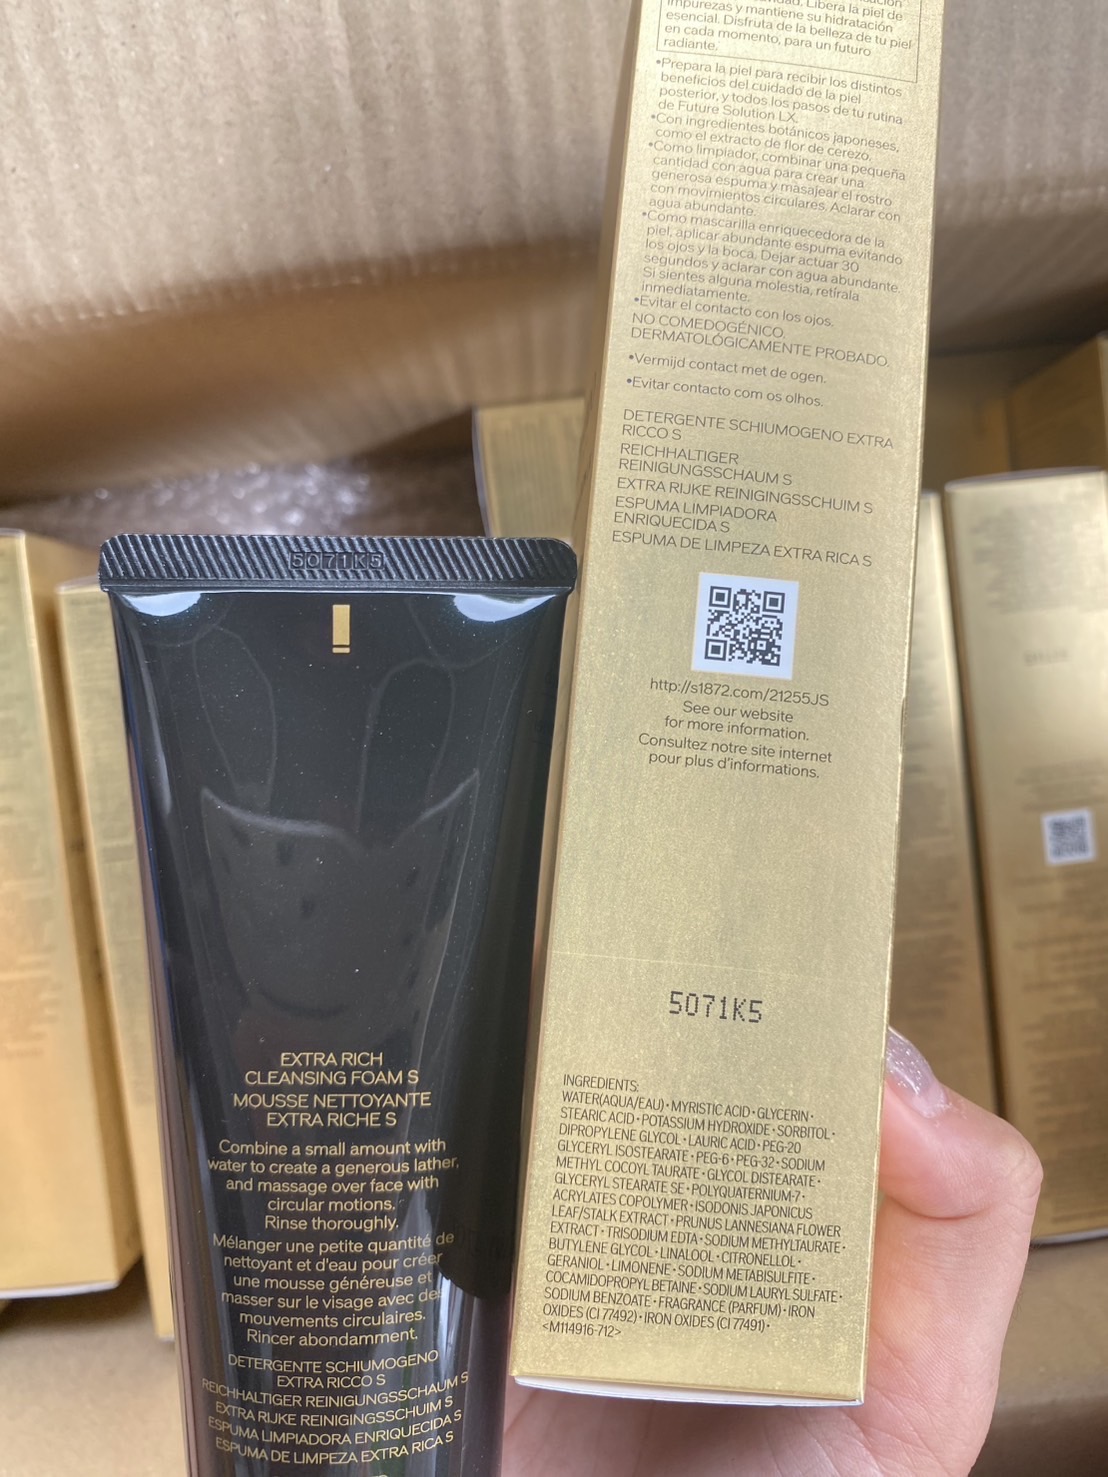 impurezas y mantiene su hidratación
esencial. Disfruta de la belleza de tu piel
en cada momento, para un futuro
radiante.
•Prepara la piel para recibir los distintos
beneficios del cuidado de la piel
posterior, y todos los pasos de tu rutina
de Future Solution LX.
•Con ingredientes botánicos japoneses,
como el extracto de flor de cerezo.
•Como limpiador, combinar una pequeña
cantidad con agua para crear una
generosa espuma y masajear el rostro
con movimientos circulares. Aclarar con
agua abundante.
•Como mascarilla enriquecedora de la
piel, aplicar abundante espuma evitando
los ojos y la boca. Dejar actuar 30
segundos y aclarar con agua abundante.
Si sientes alguna molestia, retírala
inmediatamente.
•Evitar el contacto con los ojos.
NO COMEDOGÉNICO.
DERMATOLÓGICAMENTE PROBADO.
•Vermijd contact met de ogen.
•Evitar contacto com os olhos.
DETERGENTE SCHIUMOGENO EXTRA
RICCO S
REICHHALTIGER
REINIGUNGSSCHAUM S
EXTRA RIJKE REINIGINGSSCHUIM S
ESPUMA LIMPIADORA
ENRIQUECIDA S
ESPUMA DE LIMPEZA EXTRA RICA S
http://s1872.com/21255JS
See our website
for more information.
Consultez notre site internet
pour plus d'informations.
5071K5
INGREDIENTS:
WATER(AQUA/EAU)•MYRISTIC ACID•GLYCERIN•
STEARIC ACID•POTASSIUM HYDROXIDE•SORBITOL•
DIPROPYLENE GLYCOL•LAURIC ACID•PEG-20
GLYCERYL ISOSTEARATE•PEG-6•PEG-32•SODIUM
METHYL COCOYL TAURATE•GLYCOL DISTEARATE•
GLYCERYL STEARATE SE•POLYQUATERNIUM-7•
ACRYLATES COPOLYMER•ISODONIS JAPONICUS
LEAF/STALK EXTRACT•PRUNUS LANNESIANA FLOWER
EXTRACT•TRISODIUM EDTA•SODIUM METHYLTAURATE•
BUTYLENE GLYCOL•LINALOOL•CITRONELLOL•
GERANIOL•LIMONENE•SODIUM METABISULFITE•
COCAMIDOPROPYL BETAINE•SODIUM LAURYL SULFATE•
SODIUM BENZOATE•FRAGRANCE (PARFUM)•IRON
OXIDES (CI 77492)•IRON OXIDES (CI 77491)•
<M114916-712>
5071K5
EXTRA RICH
CLEANSING FOAM S
MOUSSE NETTOYANTE
EXTRA RICHE S
Combine a small amount with
water to create a generous lather,
and massage over face with
circular motions.
Rinse thoroughly.
Mélanger une petite quantité de
nettoyant et d'eau pour créer
une mousse généreuse et
masser sur le visage avec des
mouvements circulaires.
Rincer abondamment.
DETERGENTE SCHIUMOGENO
EXTRA RICCO S
REICHHALTIGER REINIGUNGSSCHAUM S
EXTRA RIJKE REINIGINGSSCHUIM S
ESPUMA LIMPIADORA ENRIQUECIDA S
ESPUMA DE LIMPEZA EXTRA RICA S